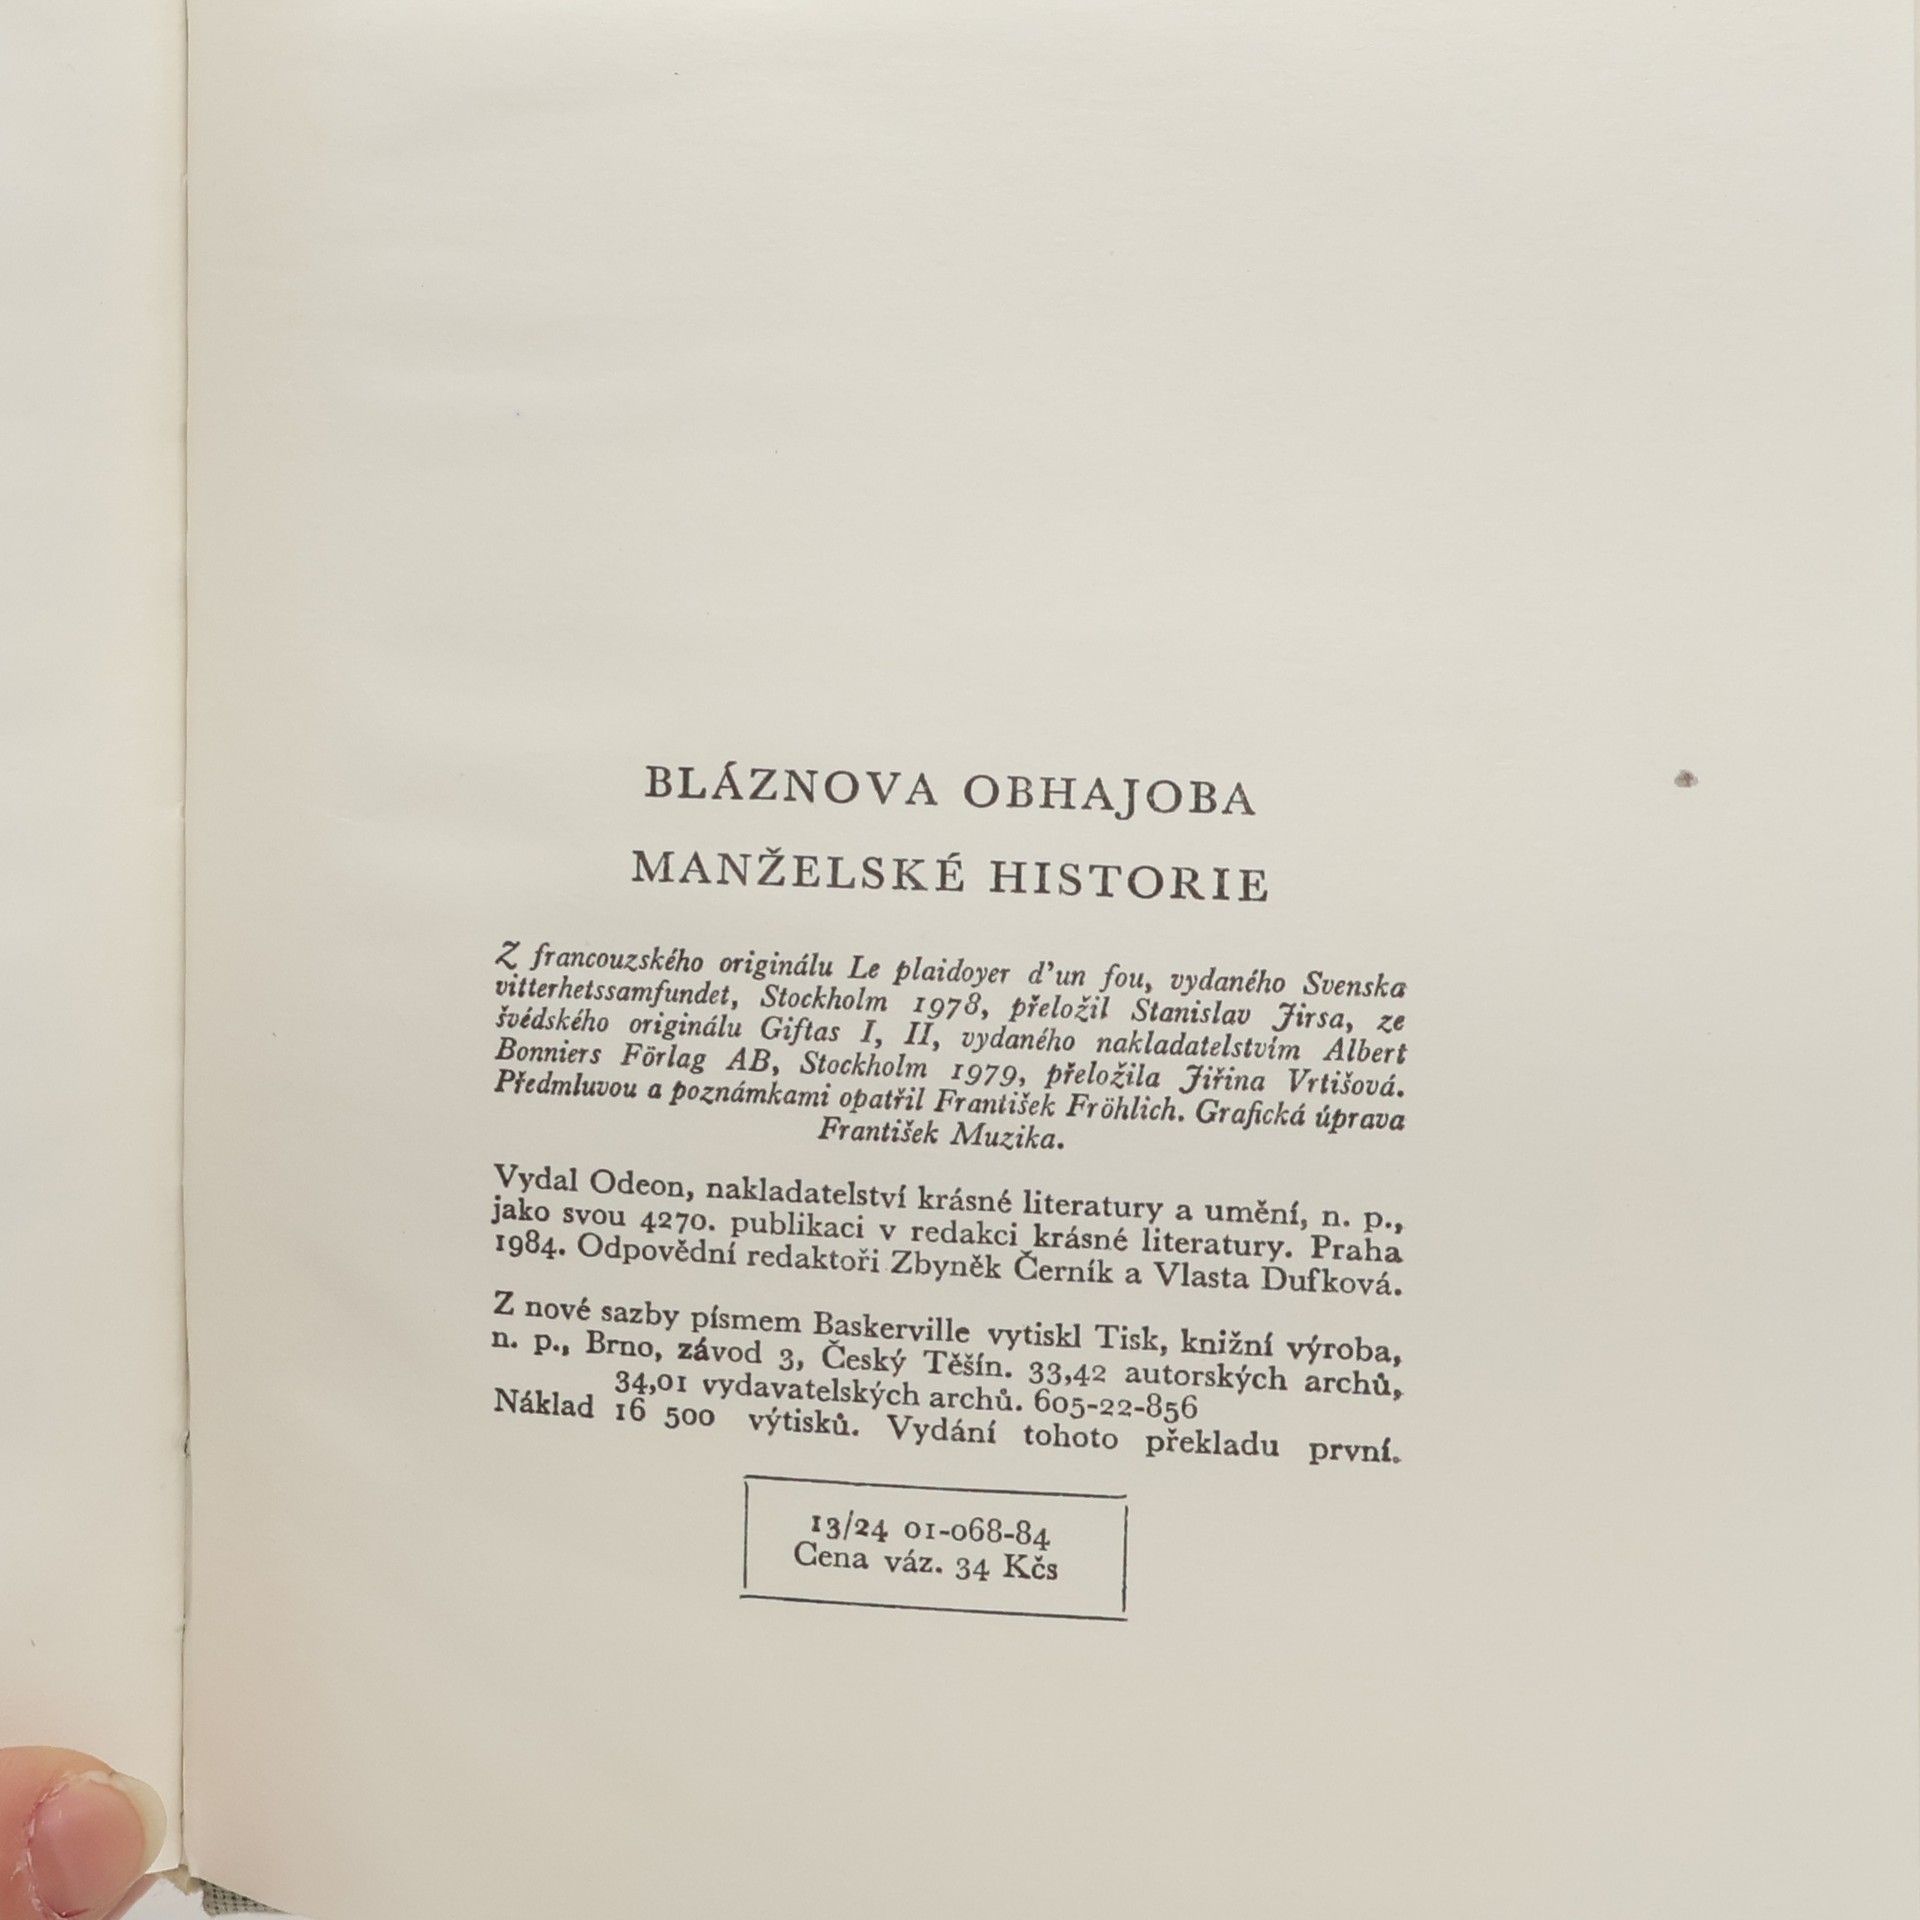 BLÁZNOVA OBHAJOBA
MANŽELSKÉ HISTORIE
Z francouzského originálu Le plaidoyer d'un fou, vydaného Svenska
vitterhetssamfundet, Stockholm 1978, přeložil Stanislav Jirsa, ze
švédského originálu Giftas I, II, vydaného nakladatelstvím Albert
Bonniers Förlag AB, Stockholm 1979, přeložila Jiřina Vrtišová.
Předmluvou a poznámkami opatřil František Fröhlich. Grafická úprava
František Muzika.
Vydal Odeon, nakladatelství krásné literatury a umění, n. p.,
jako svou 4270. publikaci v redakci krásné literatury. Praha
1984. Odpovědní redaktoři Zbyněk Černík a Vlasta Dufková.
Z nové sazby písmem Baskerville vytiskl Tisk, knižní výroba,
n. p., Brno, závod 3, Český Těšín. 33,42 autorských archů,
34,01 vydavatelských archů. 605-22-856
Náklad 16 500 výtisků. Vydání tohoto překladu první.
13/24 01-068-84
Cena váz. 34 Kčs